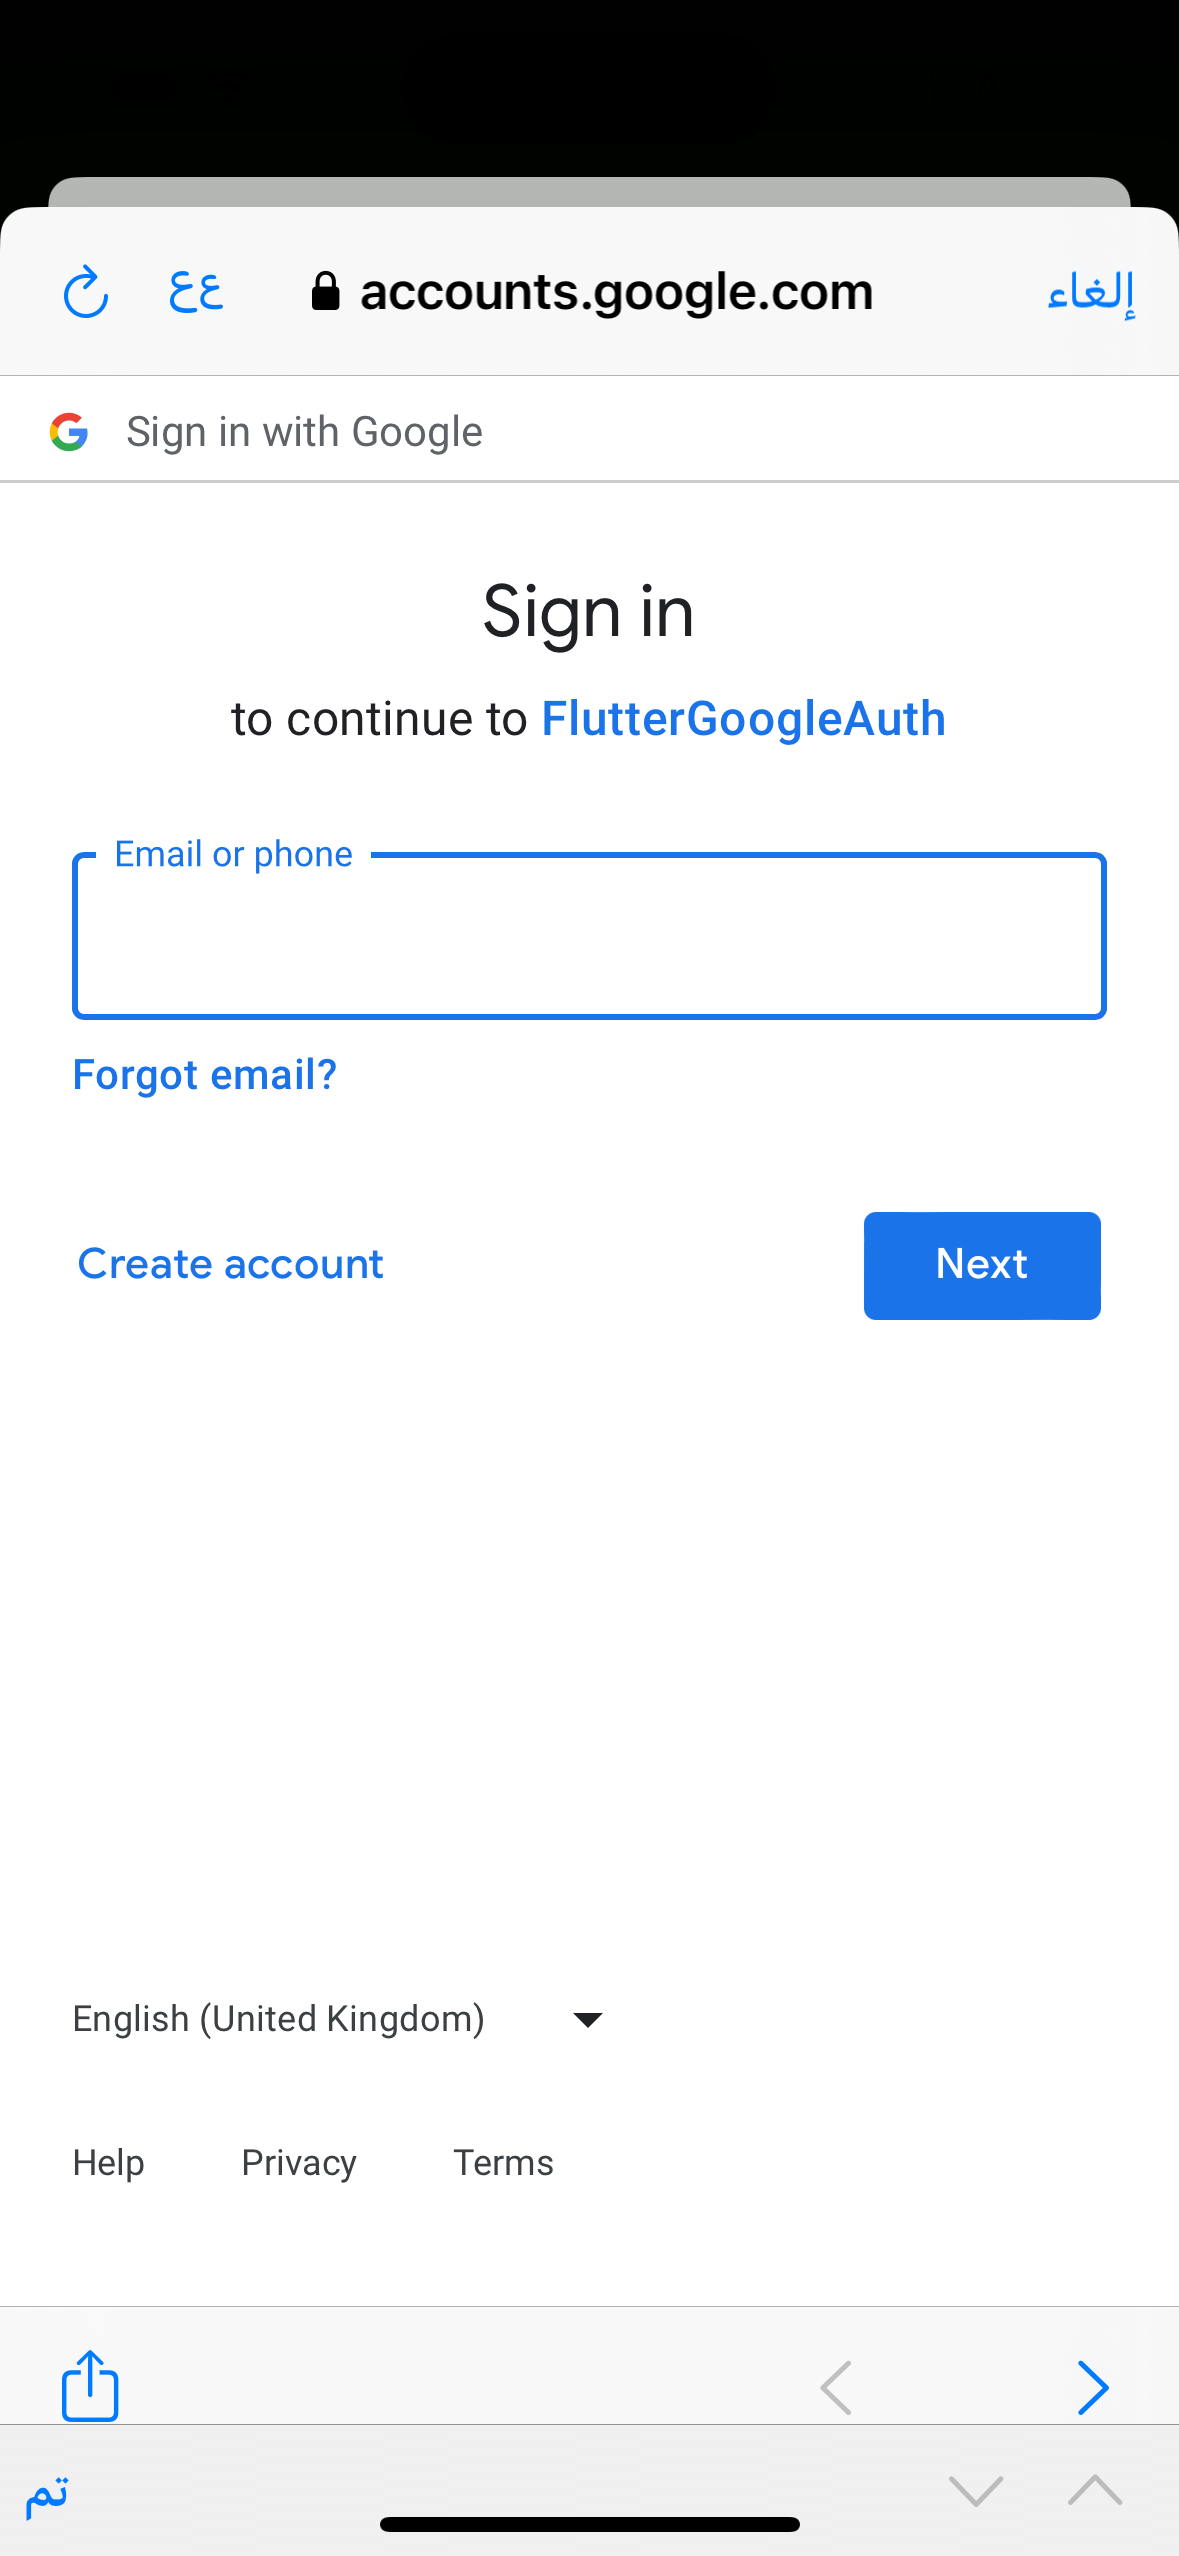 عع accounts.google.com إلغاء
Sign in with Google
Sign in
to continue to FlutterGoogleAuth
Email or phone
Forgot email?
Create account Next
English (United Kingdom)
Help Privacy Terms
تم